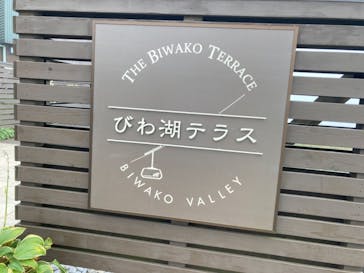 THE BIWAKO TERRACE
びわ湖テラス
BIWAKO VALLEY